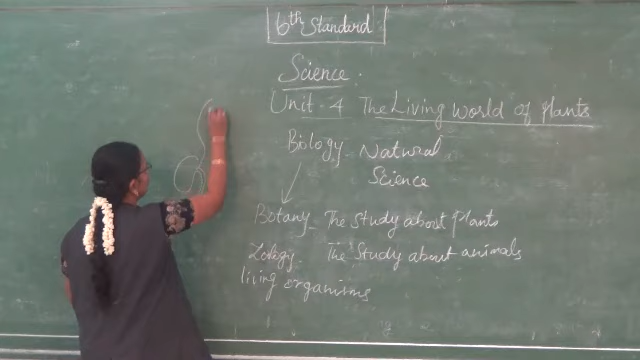 6th Standard
Science.
Unit. 4 The Living World of Plants
Biology - Natural
Science
Botany - The study about Plants
Zology. The study about animals
living organisms